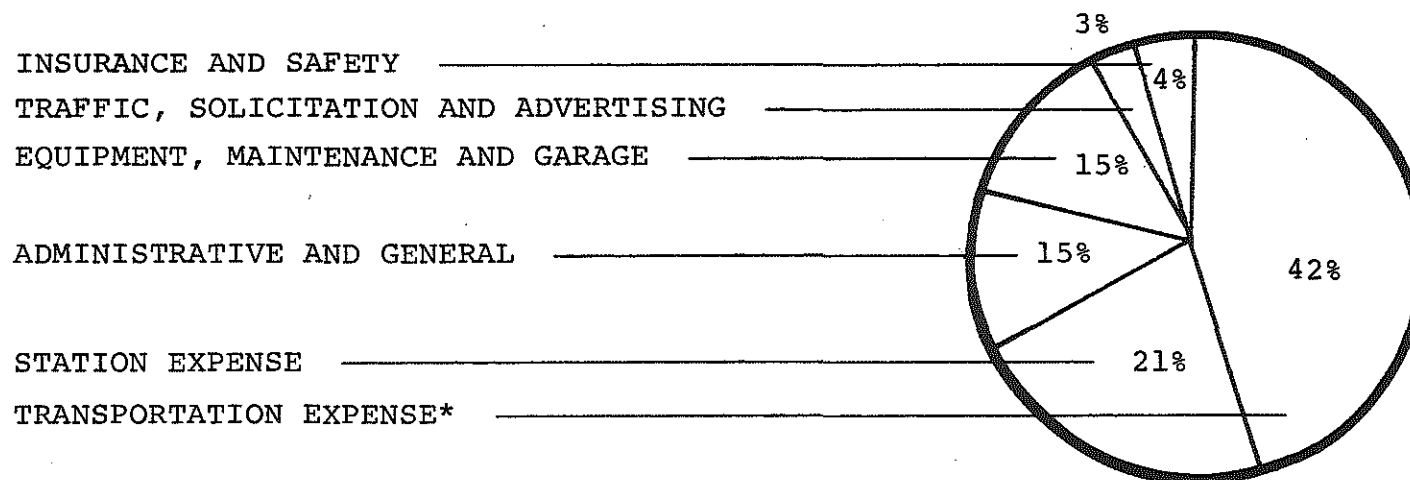 3%
INSURANCE AND SAFETY
4%
TRAFFIC, SOLICITATION AND ADVERTISING
EQUIPMENT, MAINTENANCE AND GARAGE
15%
ADMINISTRATIVE AND GENERAL
15%
42%
STATION EXPENSE
21%
TRANSPORTATION EXPENSE*